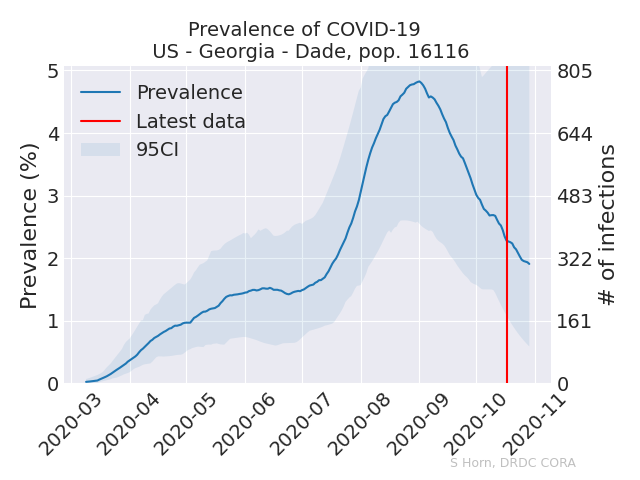 Prevalence of COVID-19
US - Georgia - Dade, pop. 16116
Prevalence
Latest data
95CI
Prevalence (%)
5
4
3
2
1
0
805
644
483
322
161
0
# of infections
2020-03
2020-04
2020-05
2020-06
2020-07
2020-08
2020-09
2020-10
2020-11
S Horn, DRDC CORA